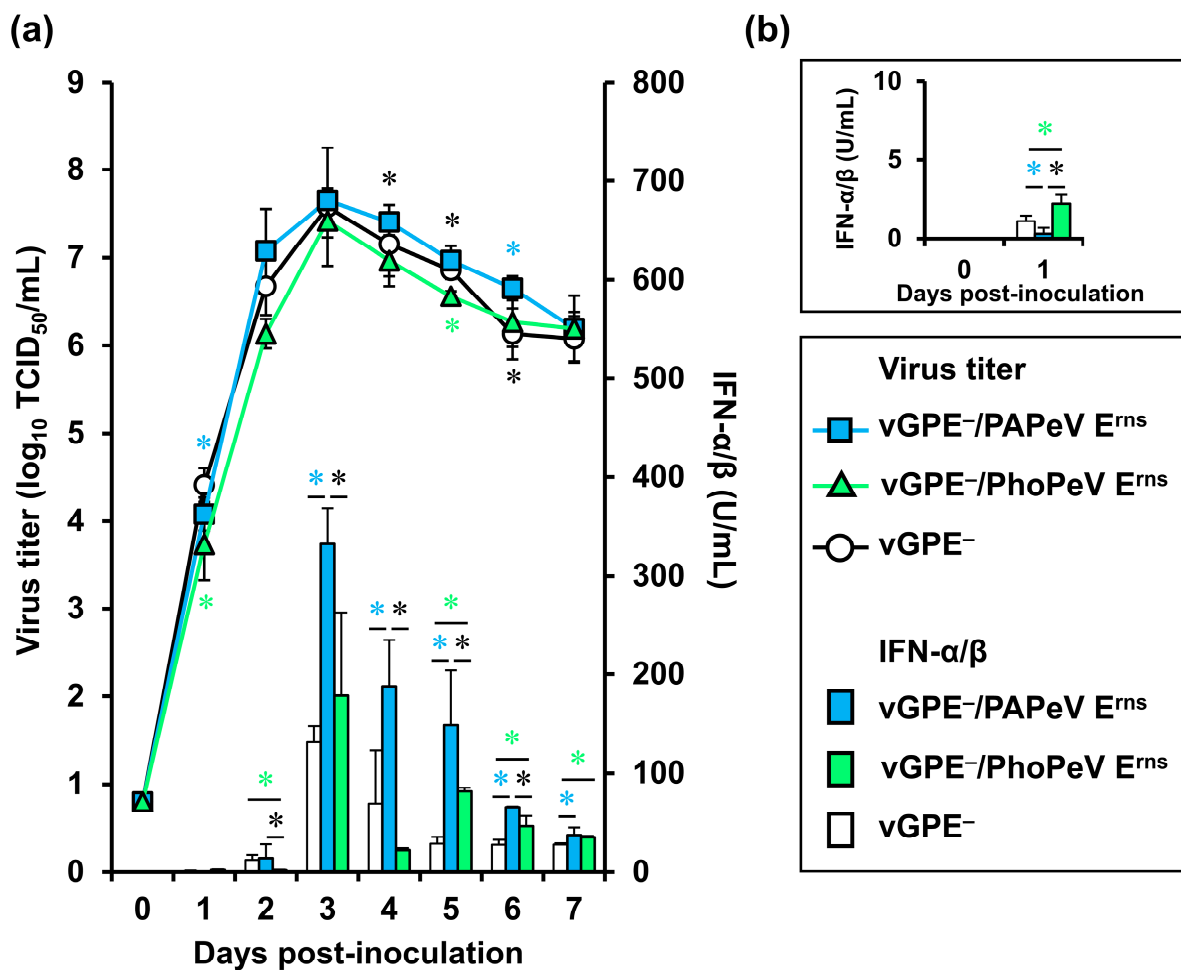 (a)
Virus titer (log10 TCID50/mL)
9
8
7
6
5
4
3
2
1
0
*
*
*
*
*
*
*
*
* *
* *
*
* *
*
* *
*
*
*
*
800
700
600
500
400
300
200
100
0
IFN-α/β (U/mL)
0 1 2 3 4 5 6 7
Days post-inoculation
(b)
IFN-α/β (U/mL)
10
5
0
*
* *
0 1
Days post-inoculation
Virus titer
vGPE–/PAPeV Erns
vGPE–/PhoPeV Erns
vGPE–
IFN-α/β
vGPE–/PAPeV Erns
vGPE–/PhoPeV Erns
vGPE–